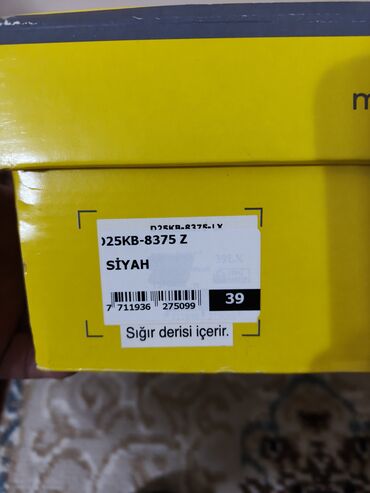 m
D25KB-8375-LX
D25KB-8375 Z
SİYAH
7 711936 275099
39
Sığır derisi içerir.